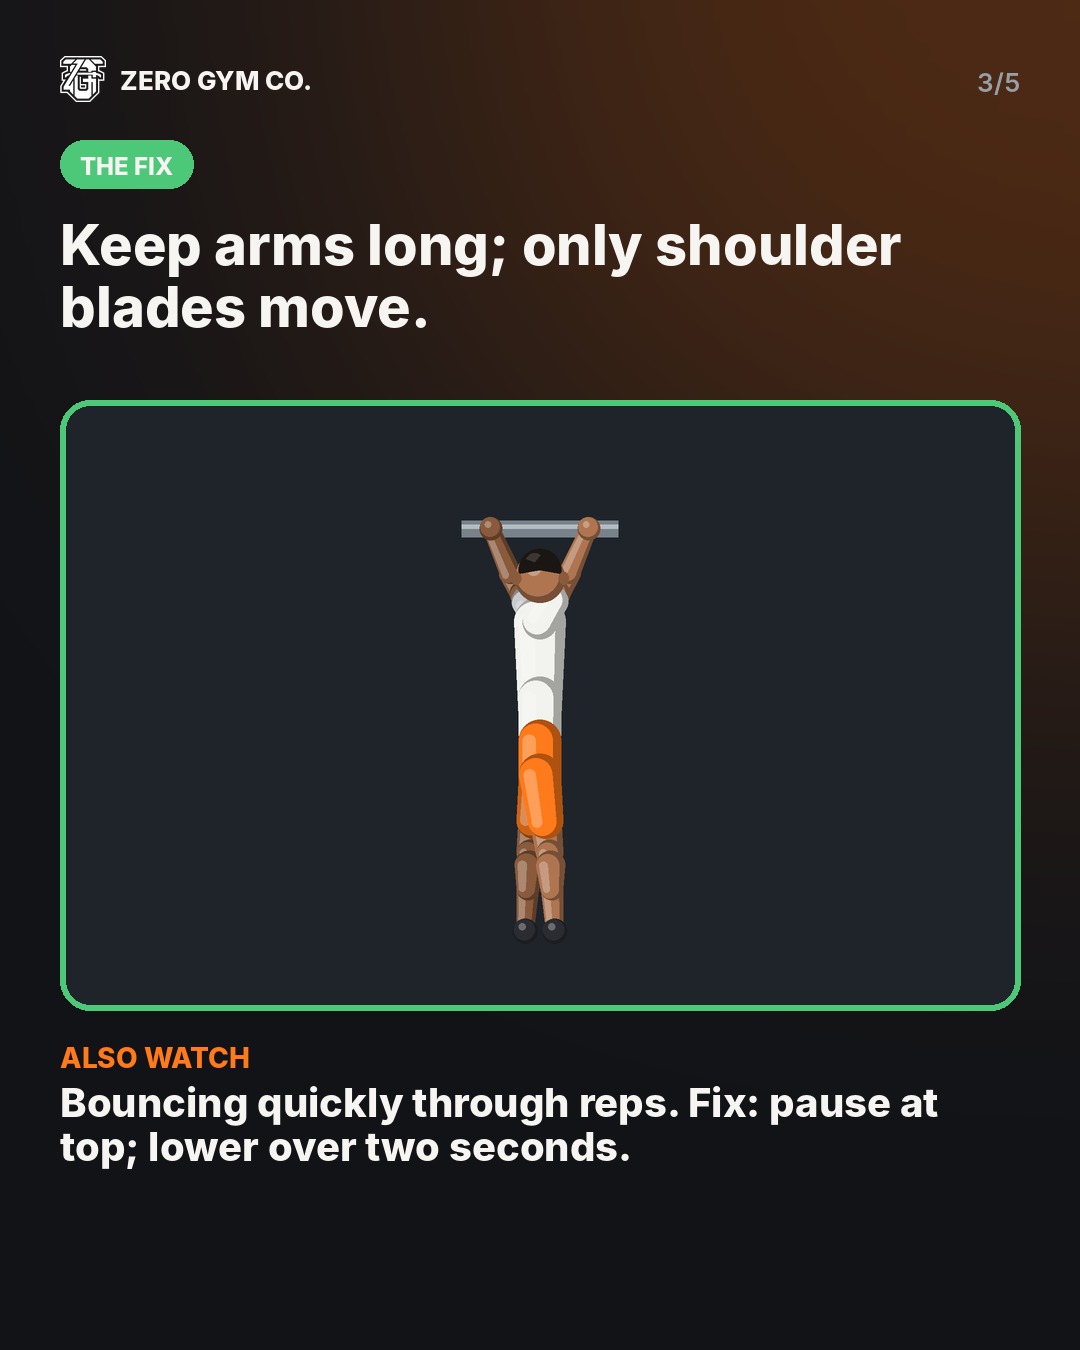 ZERO GYM CO.
3/5
THE FIX
Keep arms long; only shoulder
blades move.
ALSO WATCH
Bouncing quickly through reps. Fix: pause at
top; lower over two seconds.